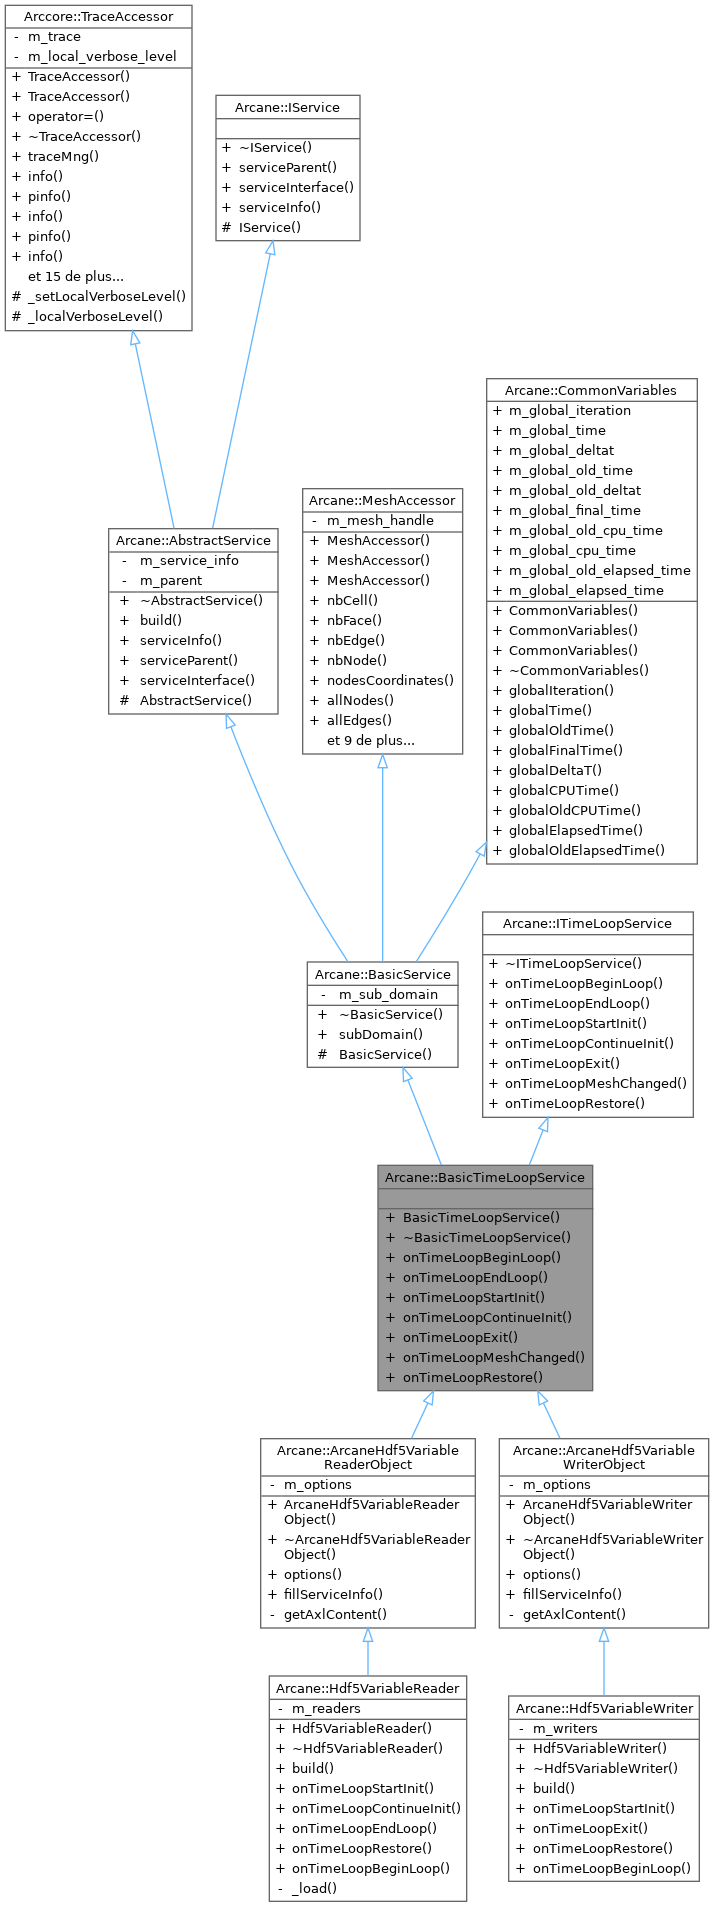 Arccore::TraceAccessor
- m_trace
- m_local_verbose_level
+ TraceAccessor()
+ TraceAccessor()
+ operator=()
+ ~TraceAccessor()
+ traceMng()
+ info()
+ pinfo()
+ info()
+ pinfo()
+ info()
et 15 de plus...
# _setLocalVerboseLevel()
# _localVerboseLevel()
Arcane::IService
+ ~IService()
+ serviceParent()
+ serviceInterface()
+ serviceInfo()
# IService()
Arcane::CommonVariables
+ m_global_iteration
+ m_global_time
+ m_global_deltat
+ m_global_old_time
+ m_global_old_deltat
+ m_global_final_time
+ m_global_old_cpu_time
+ m_global_cpu_time
+ m_global_old_elapsed_time
+ m_global_elapsed_time
+ CommonVariables()
+ CommonVariables()
+ CommonVariables()
+ ~CommonVariables()
+ globalIteration()
+ globalTime()
+ globalOldTime()
+ globalFinalTime()
+ globalDeltaT()
+ globalCPUTime()
+ globalOldCPUTime()
+ globalElapsedTime()
+ globalOldElapsedTime()
Arcane::MeshAccessor
- m_mesh_handle
+ MeshAccessor()
+ MeshAccessor()
+ MeshAccessor()
+ nbCell()
+ nbFace()
+ nbEdge()
+ nbNode()
+ nodesCoordinates()
+ allNodes()
+ allEdges()
et 9 de plus...
Arcane::AbstractService
- m_service_info
- m_parent
+ ~AbstractService()
+ build()
+ serviceInfo()
+ serviceParent()
+ serviceInterface()
# AbstractService()
Arcane::BasicService
- m_sub_domain
+ ~BasicService()
+ subDomain()
# BasicService()
Arcane::ITimeLoopService
+ ~ITimeLoopService()
+ onTimeLoopBeginLoop()
+ onTimeLoopEndLoop()
+ onTimeLoopStartInit()
+ onTimeLoopContinueInit()
+ onTimeLoopExit()
+ onTimeLoopMeshChanged()
+ onTimeLoopRestore()
Arcane::BasicTimeLoopService
+ BasicTimeLoopService()
+ ~BasicTimeLoopService()
+ onTimeLoopBeginLoop()
+ onTimeLoopEndLoop()
+ onTimeLoopStartInit()
+ onTimeLoopContinueInit()
+ onTimeLoopExit()
+ onTimeLoopMeshChanged()
+ onTimeLoopRestore()
Arcane::ArcaneHdf5Variable
ReaderObject
- m_options
+ ArcaneHdf5VariableReader
Object()
+ ~ArcaneHdf5VariableReader
Object()
+ options()
+ fillServiceInfo()
- getAxlContent()
Arcane::ArcaneHdf5Variable
WriterObject
- m_options
+ ArcaneHdf5VariableWriter
Object()
+ ~ArcaneHdf5VariableWriter
Object()
+ options()
+ fillServiceInfo()
- getAxlContent()
Arcane::Hdf5VariableReader
- m_readers
+ Hdf5VariableReader()
+ ~Hdf5VariableReader()
+ build()
+ onTimeLoopStartInit()
+ onTimeLoopContinueInit()
+ onTimeLoopEndLoop()
+ onTimeLoopRestore()
+ onTimeLoopBeginLoop()
- _load()
Arcane::Hdf5VariableWriter
- m_writers
+ Hdf5VariableWriter()
+ ~Hdf5VariableWriter()
+ build()
+ onTimeLoopStartInit()
+ onTimeLoopExit()
+ onTimeLoopRestore()
+ onTimeLoopBeginLoop()